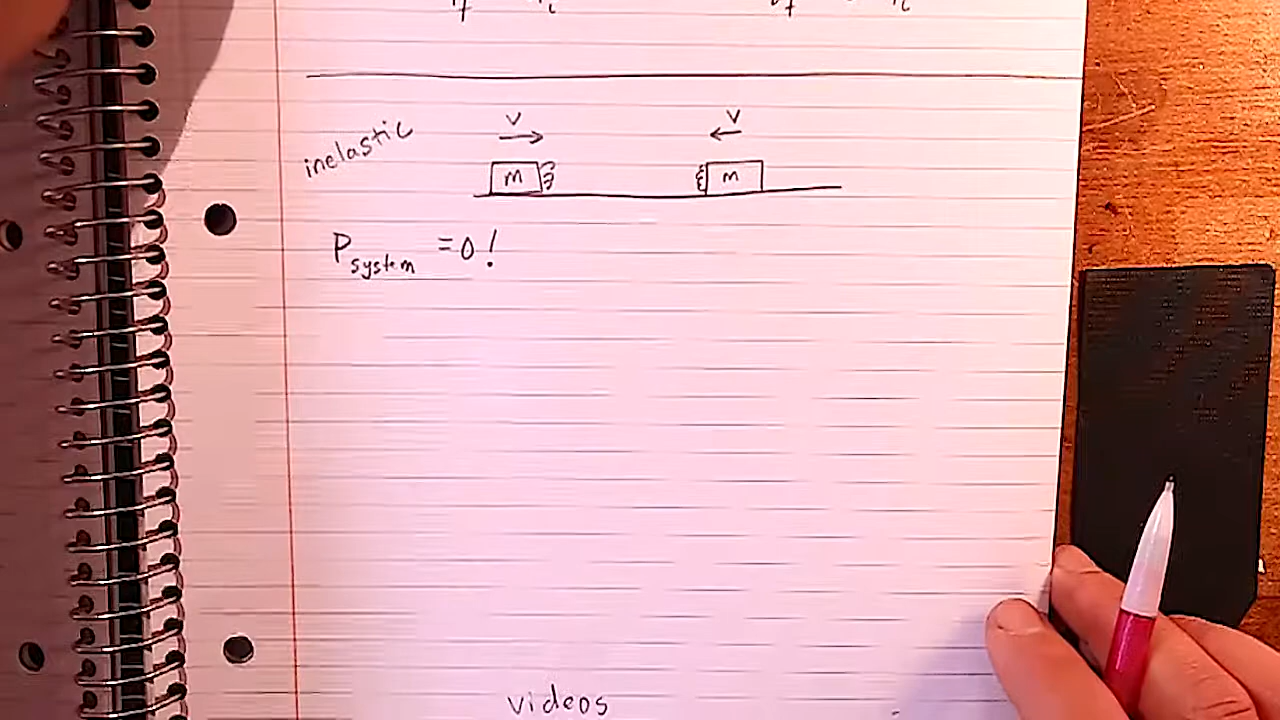 inelastic
v v
m m
P system = 0 !
videos